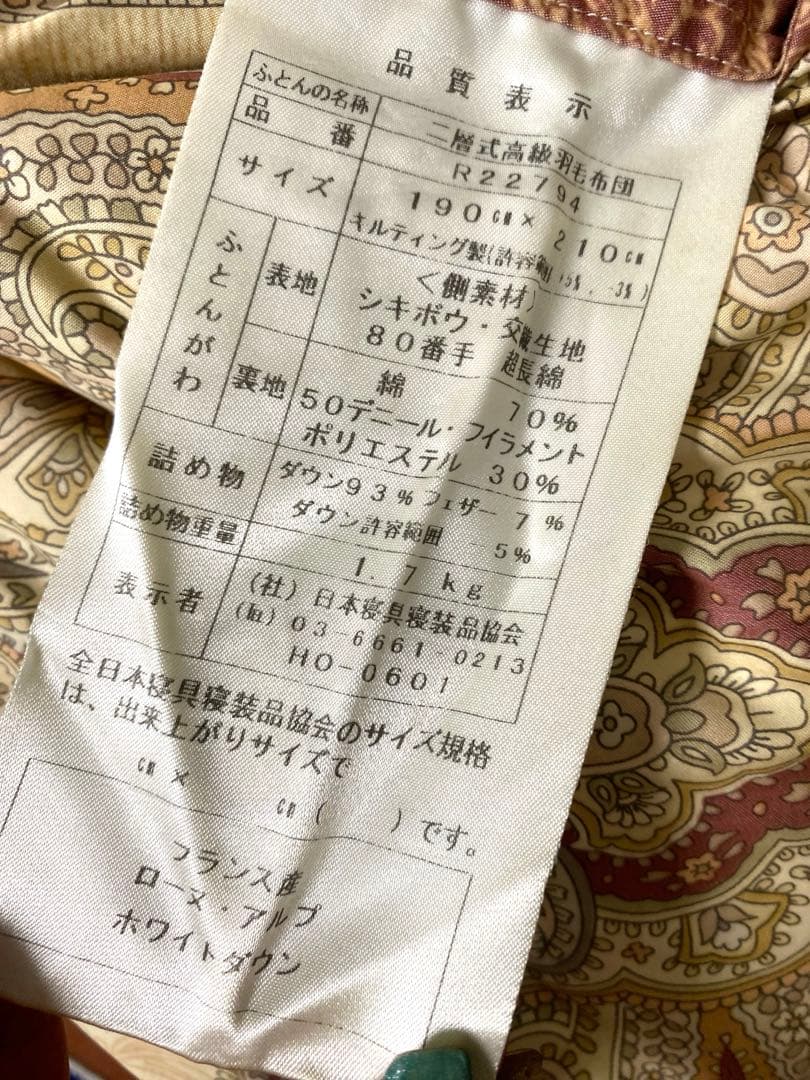 品質表示
ふとんの名称 二層式高級羽毛布団
品番 R22794
サイズ 190cm×210cm
キルティング製(許容範囲 +5%, -3%)
ふとんがわ 表地 裏地
<側素材)
シキボウ・交織生地
80番手 超長綿
綿 70%
50デニール・フイラメント
ポリエステル 30%
詰め物 ダウン93% フェザー7%
ダウン許容範囲 5%
詰め物重量 1.7kg
表示者 (社)日本寝具寝装品協会
(℡)03-6661-0213
HO-0601
全日本寝具寝装品協会のサイズ規格
は、出来上がりサイズで
cm× cm( )です。
フランス産
ローヌ・アルプ
ホワイトダウン